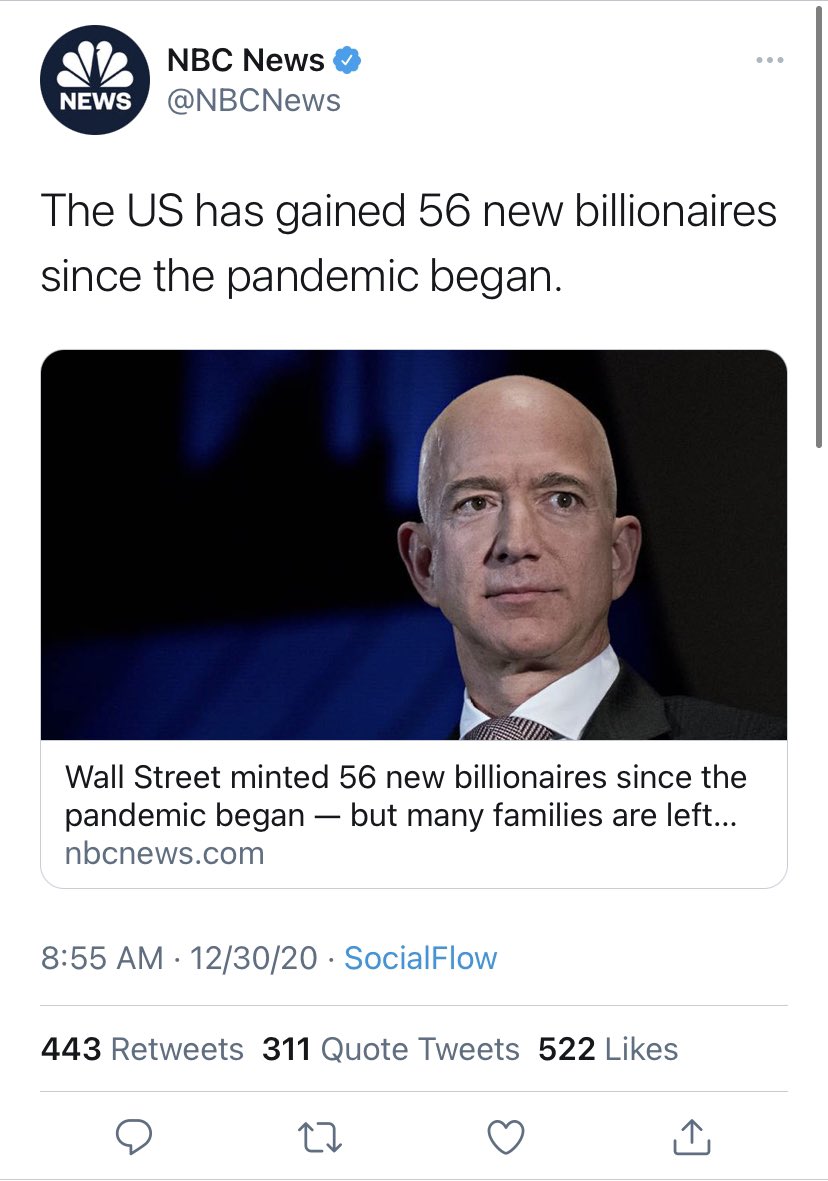 NEWS
NBC News
@NBCNews
The US has gained 56 new billionaires
since the pandemic began.
Wall Street minted 56 new billionaires since the
pandemic began — but many families are left...
nbcnews.com
8:55 AM · 12/30/20 · SocialFlow
443 Retweets 311 Quote Tweets 522 Likes